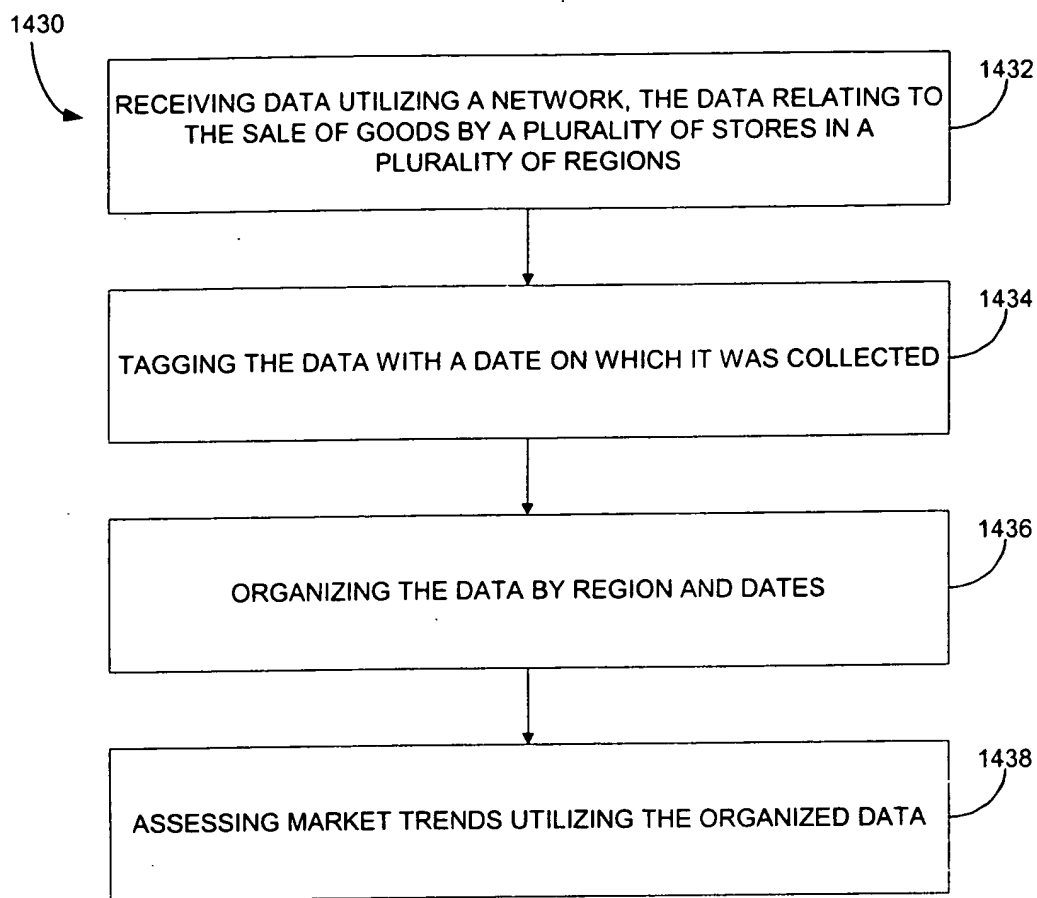 1430
1432
RECEIVING DATA UTILIZING A NETWORK, THE DATA RELATING TO
THE SALE OF GOODS BY A PLURALITY OF STORES IN A
PLURALITY OF REGIONS
1434
TAGGING THE DATA WITH A DATE ON WHICH IT WAS COLLECTED
1436
ORGANIZING THE DATA BY REGION AND DATES
1438
ASSESSING MARKET TRENDS UTILIZING THE ORGANIZED DATA